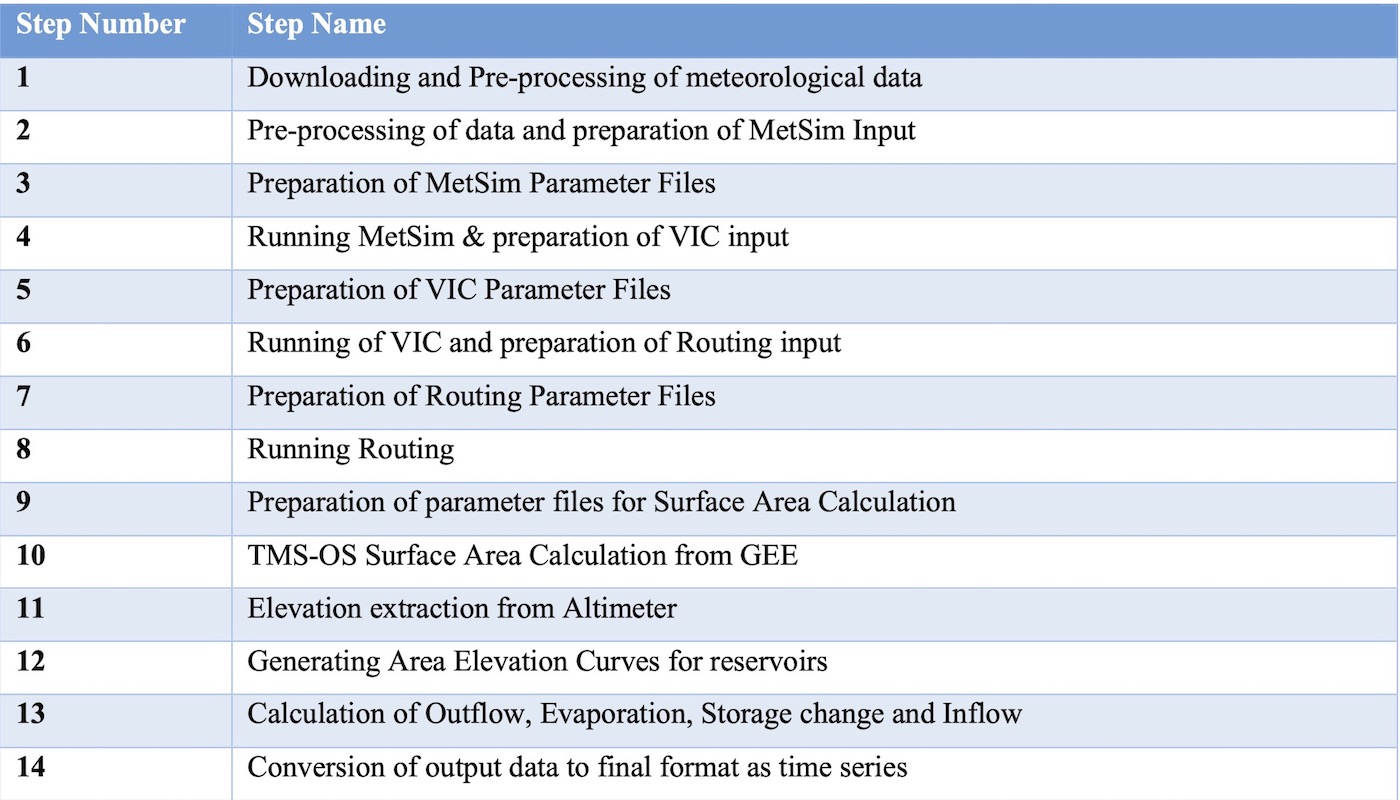 Step Number Step Name
1 Downloading and Pre-processing of meteorological data
2 Pre-processing of data and preparation of MetSim Input
3 Preparation of MetSim Parameter Files
4 Running MetSim & preparation of VIC input
5 Preparation of VIC Parameter Files
6 Running of VIC and preparation of Routing input
7 Preparation of Routing Parameter Files
8 Running Routing
9 Preparation of parameter files for Surface Area Calculation
10 TMS-OS Surface Area Calculation from GEE
11 Elevation extraction from Altimeter
12 Generating Area Elevation Curves for reservoirs
13 Calculation of Outflow, Evaporation, Storage change and Inflow
14 Conversion of output data to final format as time series